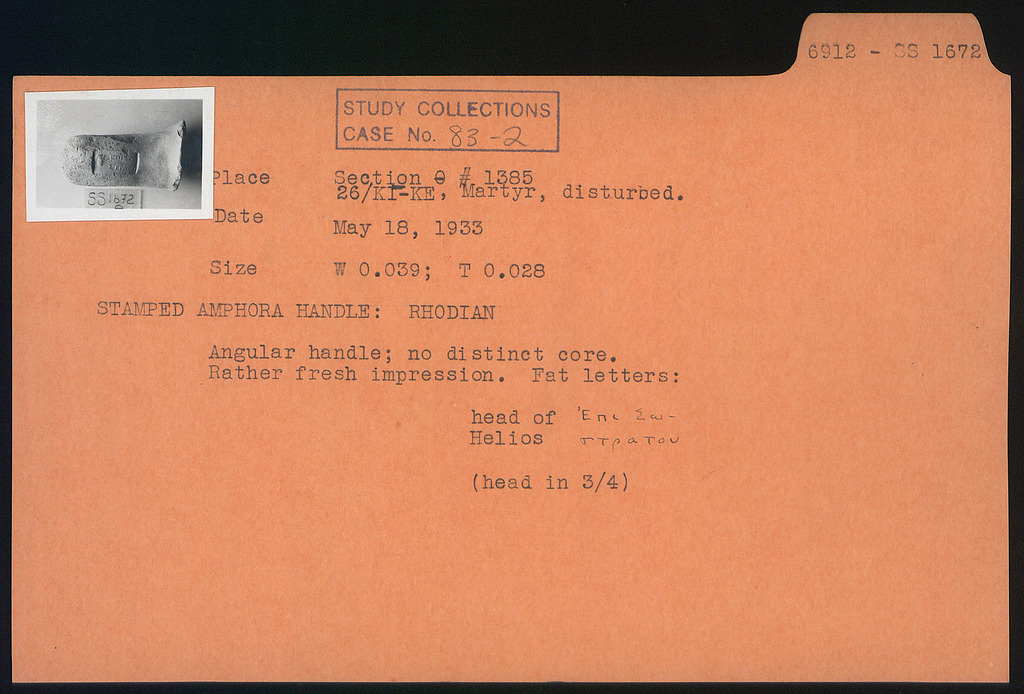 6912 - SS 1672
STUDY COLLECTIONS
CASE No. 83-2
SS 1672
Place Section Θ # 1385
26/ΚΓ-ΚΕ, Martyr, disturbed.
Date May 18, 1933
Size W 0.039; T 0.028
STAMPED AMPHORA HANDLE: RHODIAN
Angular handle; no distinct core.
Rather fresh impression. Fat letters:
head of Ἐπι Σω-
Helios στρατου
(head in 3/4)